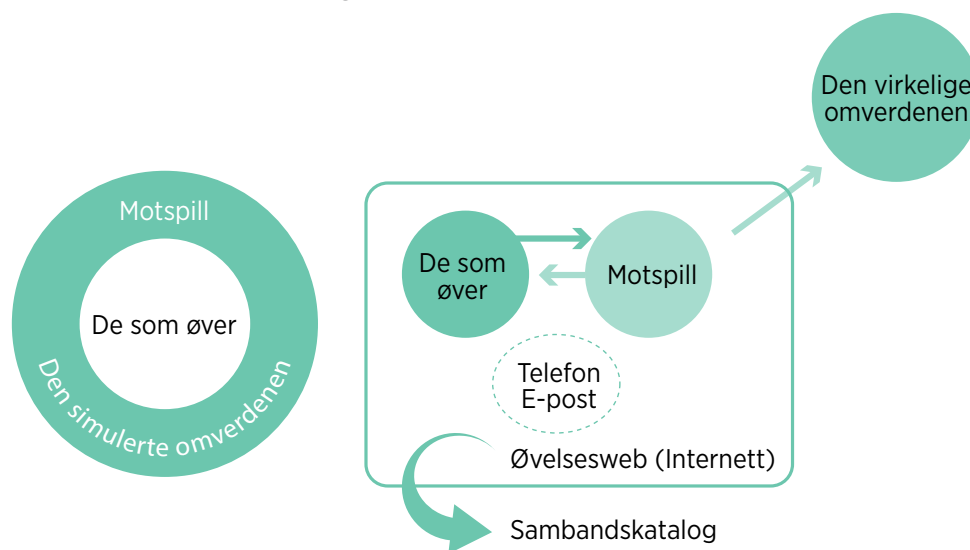 Motspill
De som øver
Den simulerte omverdenen
Den virkelige
omverdenen
De som
øver
Motspill
Telefon
E-post
Øvelsesweb (Internett)
Sambandskatalog